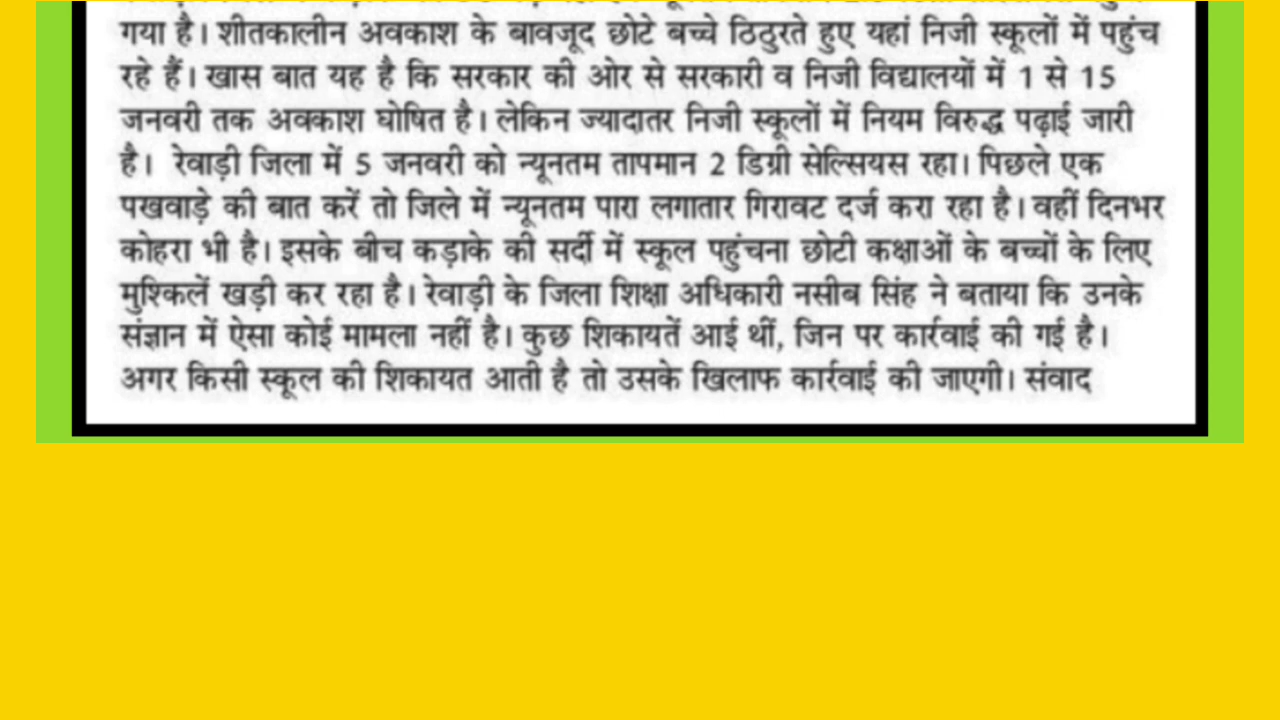 गया है। शीतकालीन अवकाश के बावजूद छोटे बच्चे ठिठुरते हुए यहां निजी स्कूलों में पहुंच
रहे हैं। खास बात यह है कि सरकार की ओर से सरकारी व निजी विद्यालयों में 1 से 15
जनवरी तक अवकाश घोषित है। लेकिन ज्यादातर निजी स्कूलों में नियम विरुद्ध पढ़ाई जारी
है। रेवाड़ी जिला में 5 जनवरी को न्यूनतम तापमान 2 डिग्री सेल्सियस रहा। पिछले एक
पखवाड़े की बात करें तो जिले में न्यूनतम पारा लगातार गिरावट दर्ज करा रहा है। वहीं दिनभर
कोहरा भी है। इसके बीच कड़ाके की सर्दी में स्कूल पहुंचना छोटी कक्षाओं के बच्चों के लिए
मुश्किलें खड़ी कर रहा है। रेवाड़ी के जिला शिक्षा अधिकारी नसीब सिंह ने बताया कि उनके
संज्ञान में ऐसा कोई मामला नहीं है। कुछ शिकायतें आई थीं, जिन पर कार्रवाई की गई है।
अगर किसी स्कूल की शिकायत आती है तो उसके खिलाफ कार्रवाई की जाएगी। संवाद